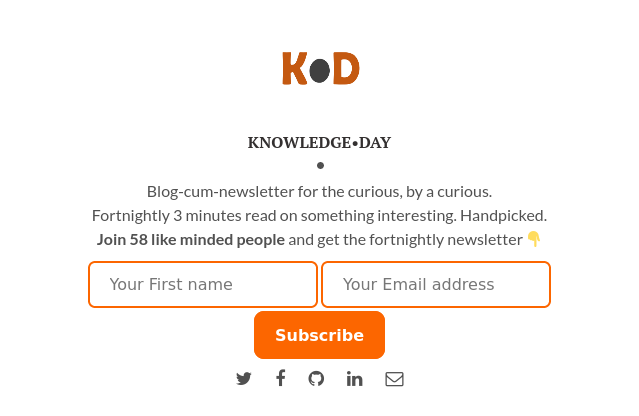 K•D
KNOWLEDGE•DAY
•
Blog-cum-newsletter for the curious, by a curious.
Fortnightly 3 minutes read on something interesting. Handpicked.
Join 58 like minded people and get the fortnightly newsletter 👇
Your First name
Your Email address
Subscribe